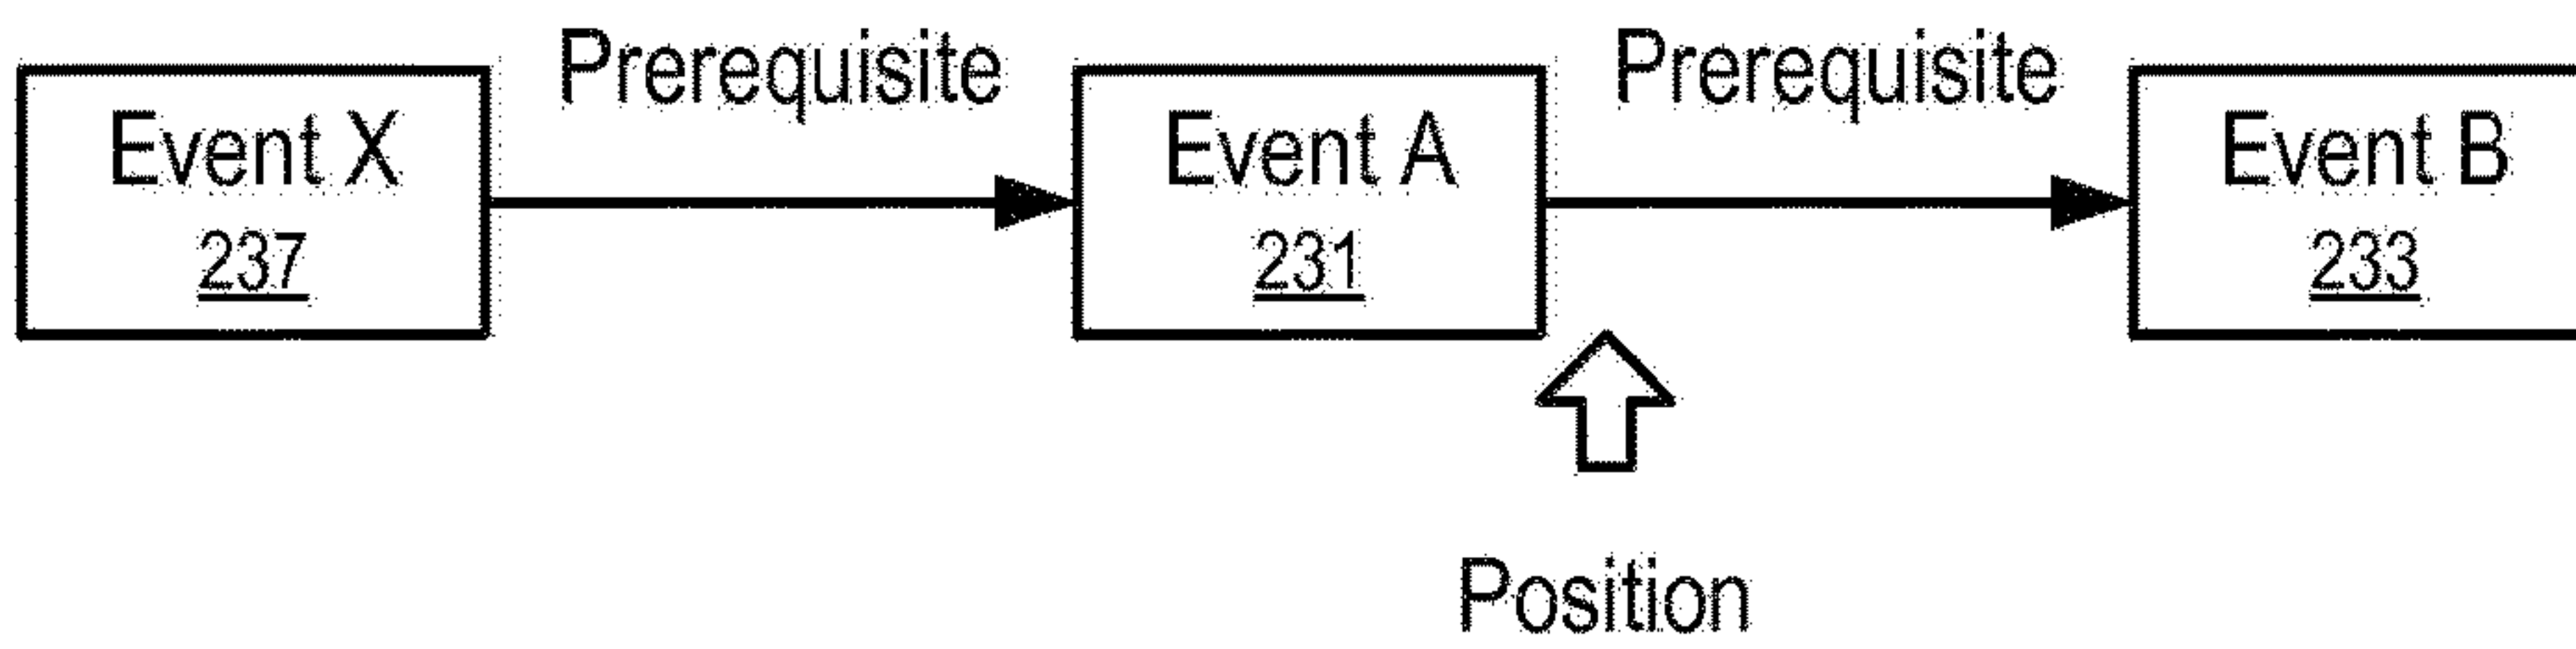 Prerequisite
Prerequisite
Event X
237
Event A
231
Event B
233
Position